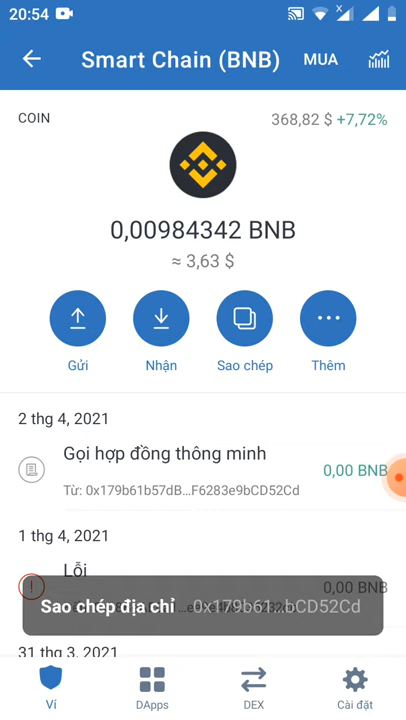 20:54
Smart Chain (BNB)
MUA
COIN
368,82 $ +7,72%
0,00984342 BNB
≈ 3,63 $
Gửi
Nhận
Sao chép
Thêm
2 thg 4, 2021
Gọi hợp đồng thông minh
0,00 BNB
Từ: 0x179b61b57dB...F6283e9bCD52Cd
1 thg 4, 2021
Lỗi
0,00 BNB
Sao chép địa chỉ 0x179b61...bCD52Cd
31 thg 3, 2021
Ví
DApps
DEX
Cài đặt